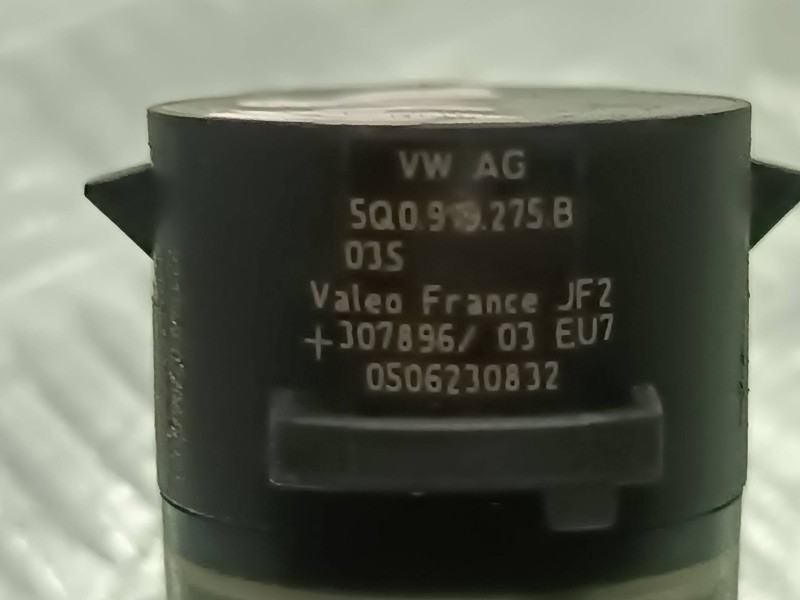 VW AG
5Q0.919.275.B
03S
Valeo France JF2
+307896/ 03 EU7
0506230832